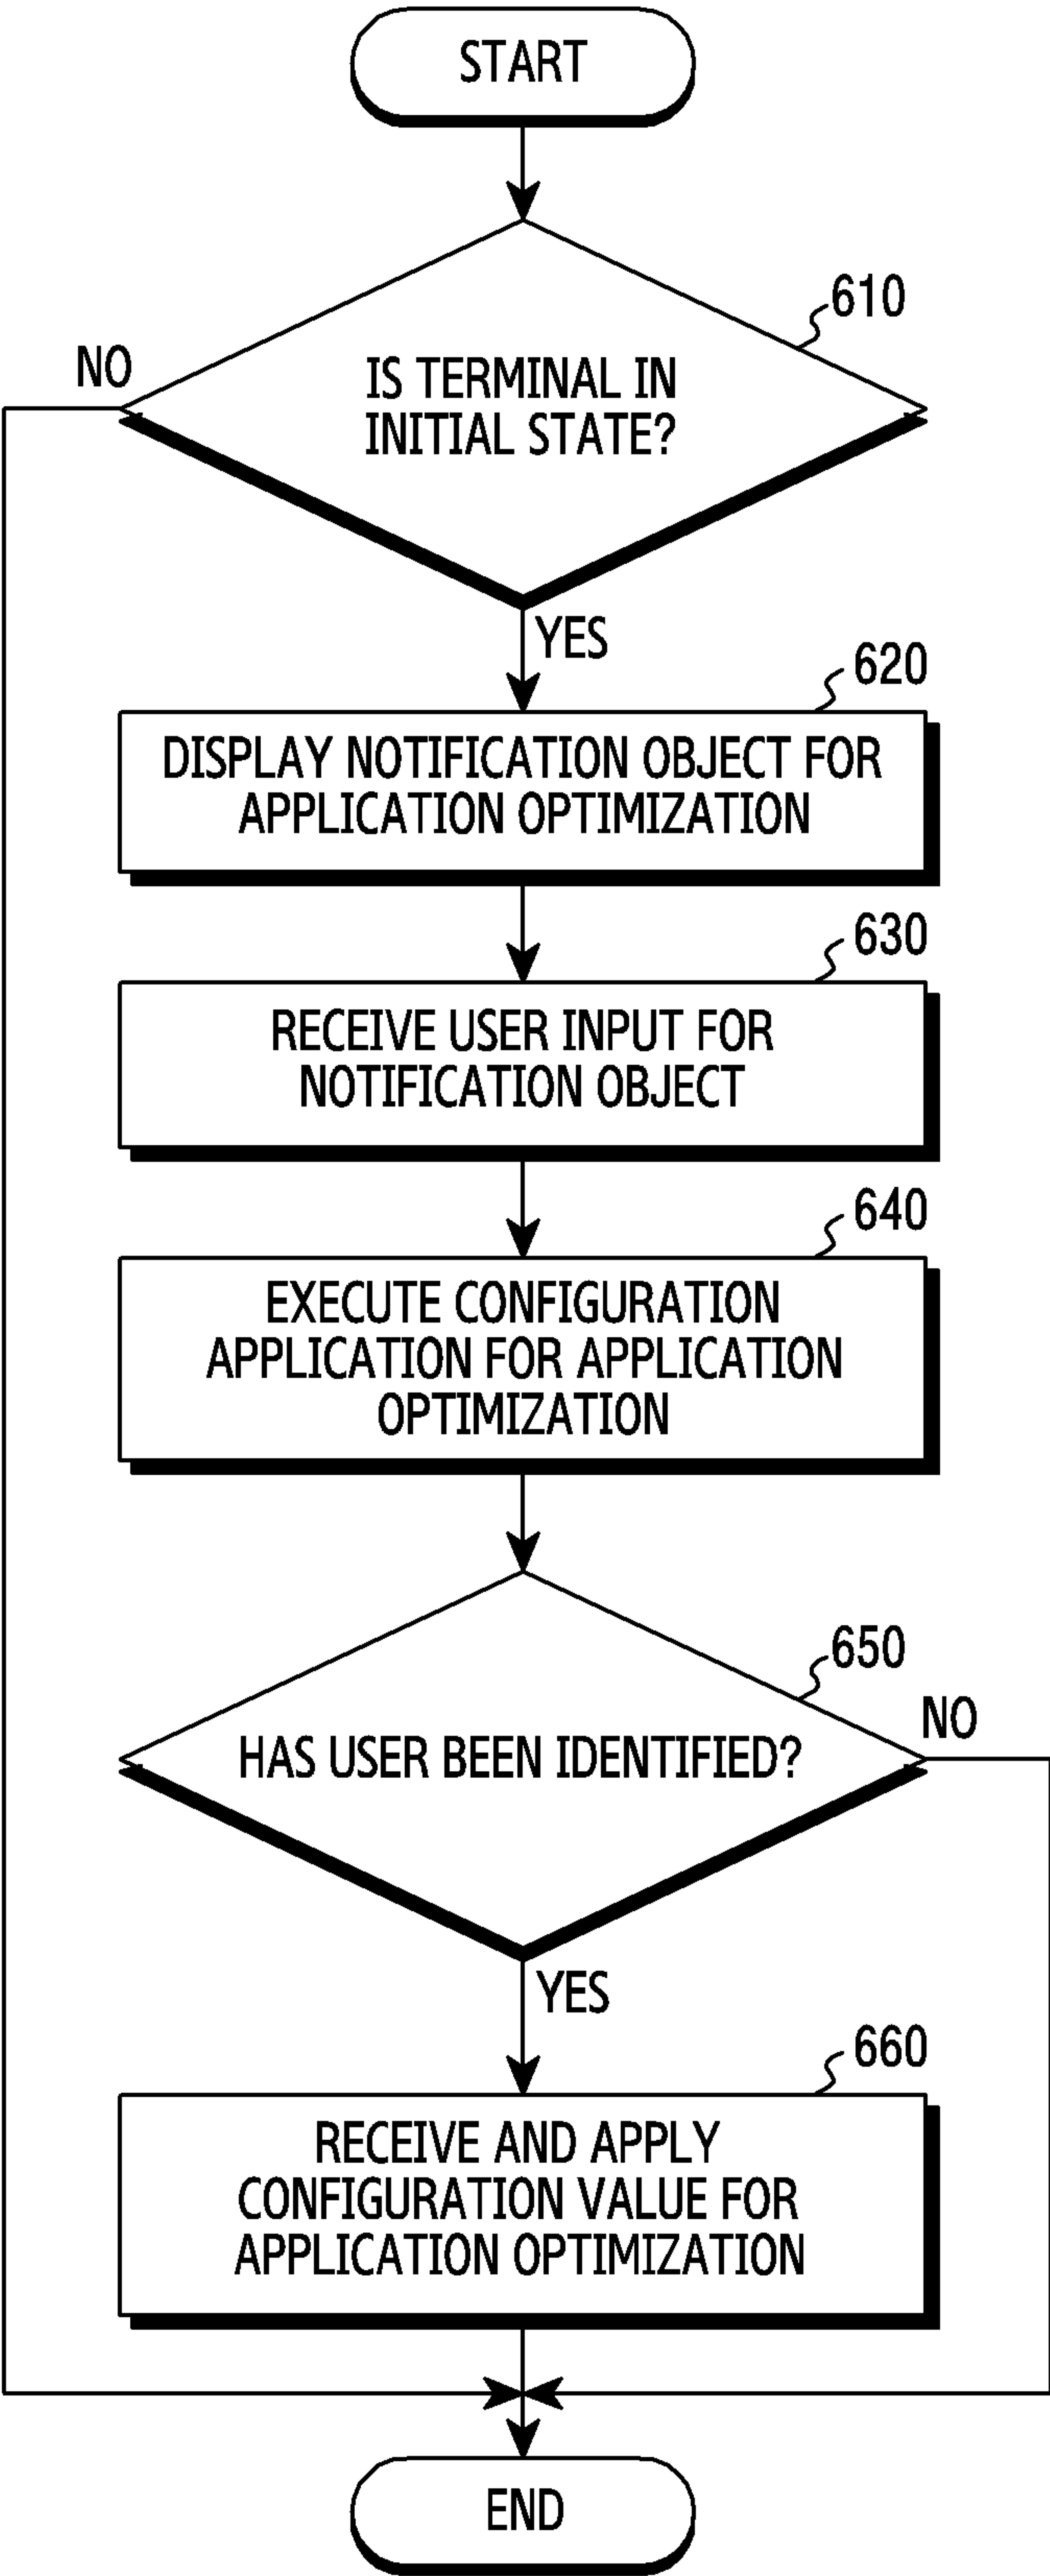 START
610
NO
IS TERMINAL IN
INITIAL STATE?
YES
620
DISPLAY NOTIFICATION OBJECT FOR
APPLICATION OPTIMIZATION
630
RECEIVE USER INPUT FOR
NOTIFICATION OBJECT
640
EXECUTE CONFIGURATION
APPLICATION FOR APPLICATION
OPTIMIZATION
650
NO
HAS USER BEEN IDENTIFIED?
YES
660
RECEIVE AND APPLY
CONFIGURATION VALUE FOR
APPLICATION OPTIMIZATION
END